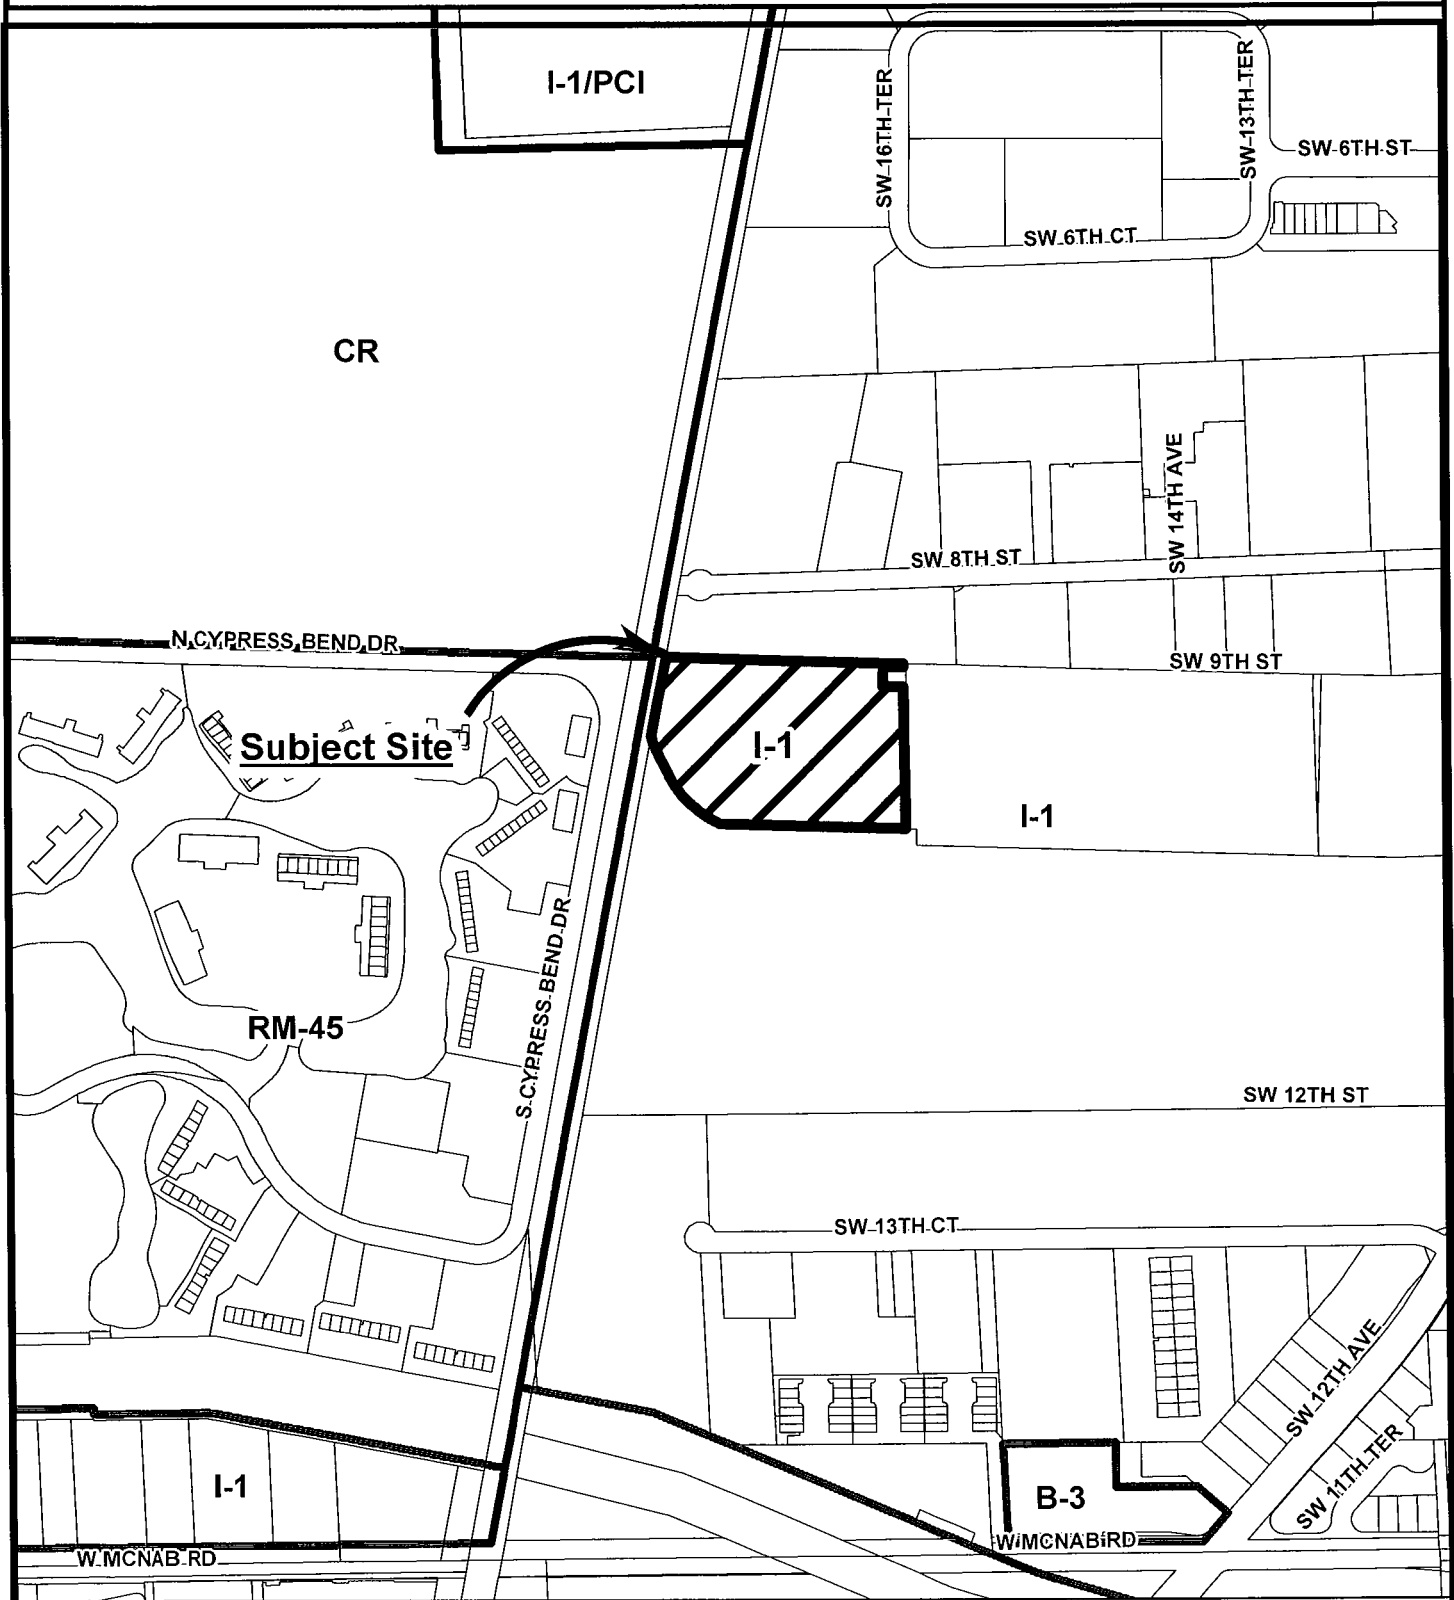 I-1/PCI
SW 16TH TER
SW 13TH TER
SW 6TH ST
SW 6TH CT
CR
SW 14TH AVE
SW 8TH ST
N CYPRESS BEND DR
SW 9TH ST
Subject Site
I-1
I-1
S CYPRESS BEND DR
RM-45
SW 12TH ST
SW 13TH CT
SW 12TH AVE
SW 11TH TER
I-1
B-3
W MCNAB RD
W MCNAB RD